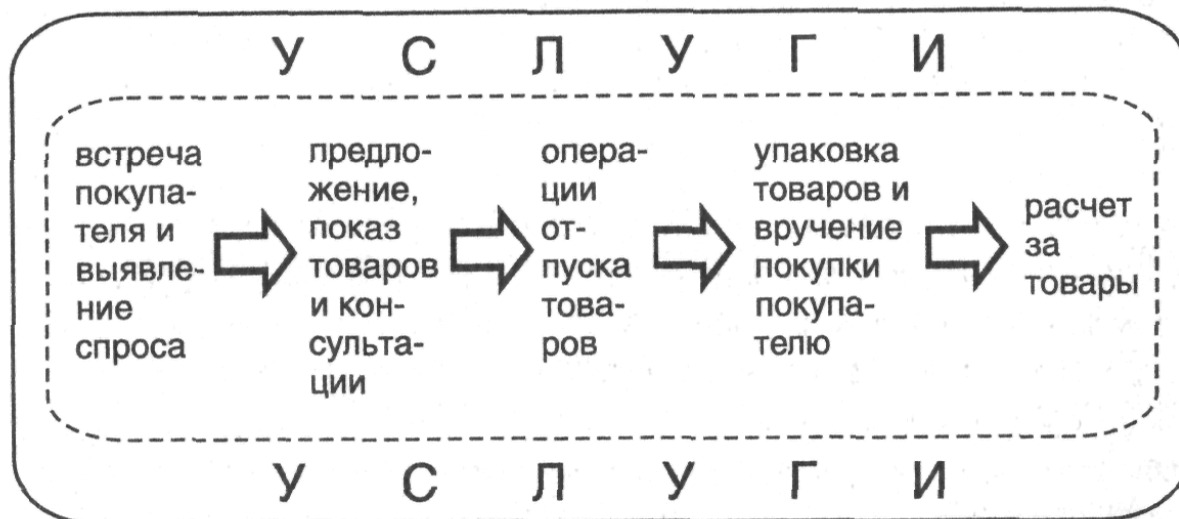 У С Л У Г И
встреча
покупа-
теля и
выявле-
ние
спроса
предло-
жение,
показ
товаров
и кон-
сульта-
ции
опера-
ции
от-
пуска
това-
ров
упаковка
товаров и
вручение
покупки
покупа-
телю
расчет
за
товары
У С Л У Г И